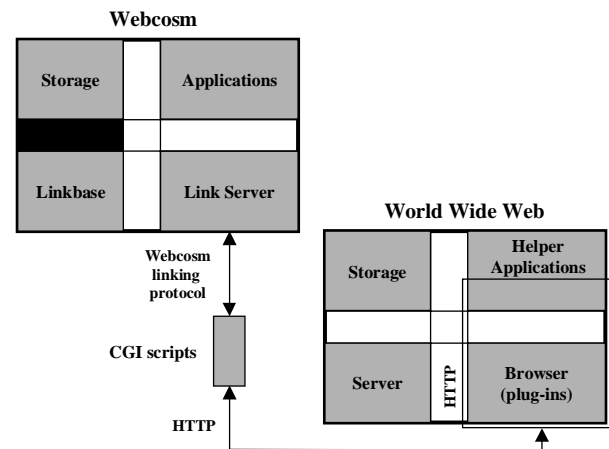 Webcosm
Storage
Applications
Linkbase
Link Server
Webcosm
linking
protocol
CGI scripts
HTTP
World Wide Web
Storage
Helper
Applications
Server
HTTP
Browser
(plug-ins)